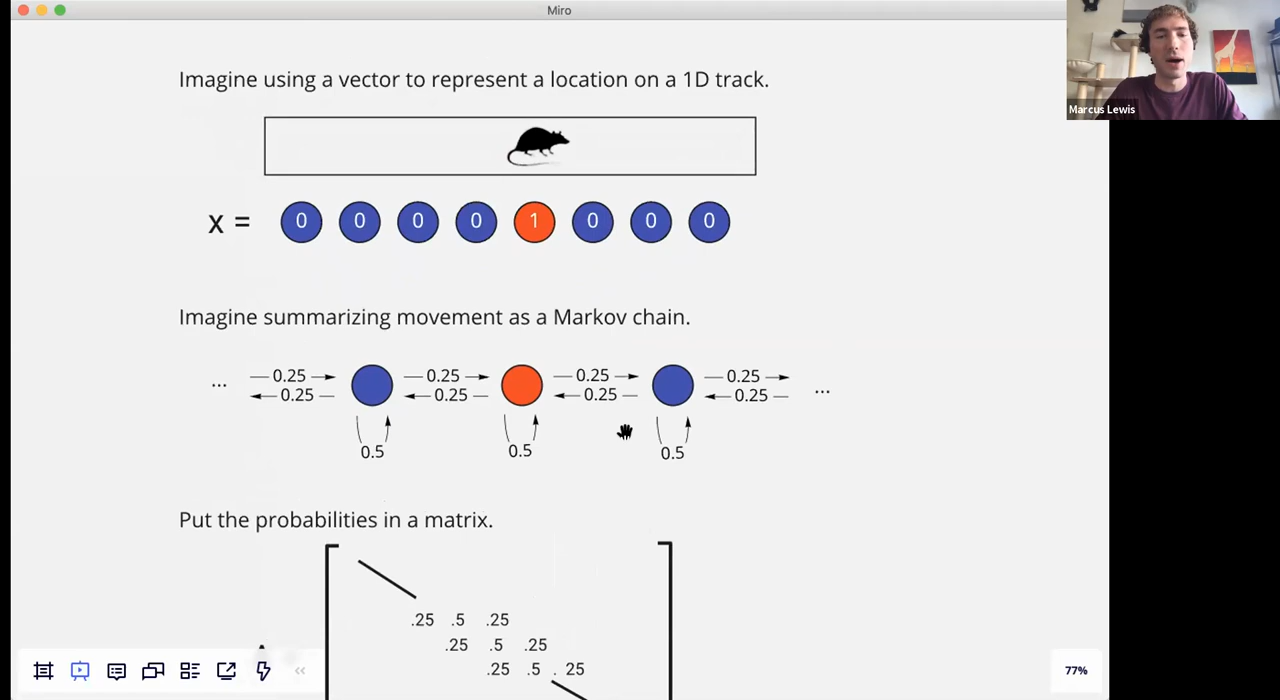 Miro
Marcus Lewis
Imagine using a vector to represent a location on a 1D track.
x = 0 0 0 0 1 0 0 0
Imagine summarizing movement as a Markov chain.
... 0.25 0.25 0.25 0.25 ...
0.25 0.25 0.25 0.25
0.5 0.5 0.5
Put the probabilities in a matrix.
.25 .5 .25
.25 .5 .25
.25 .5 . 25
77%